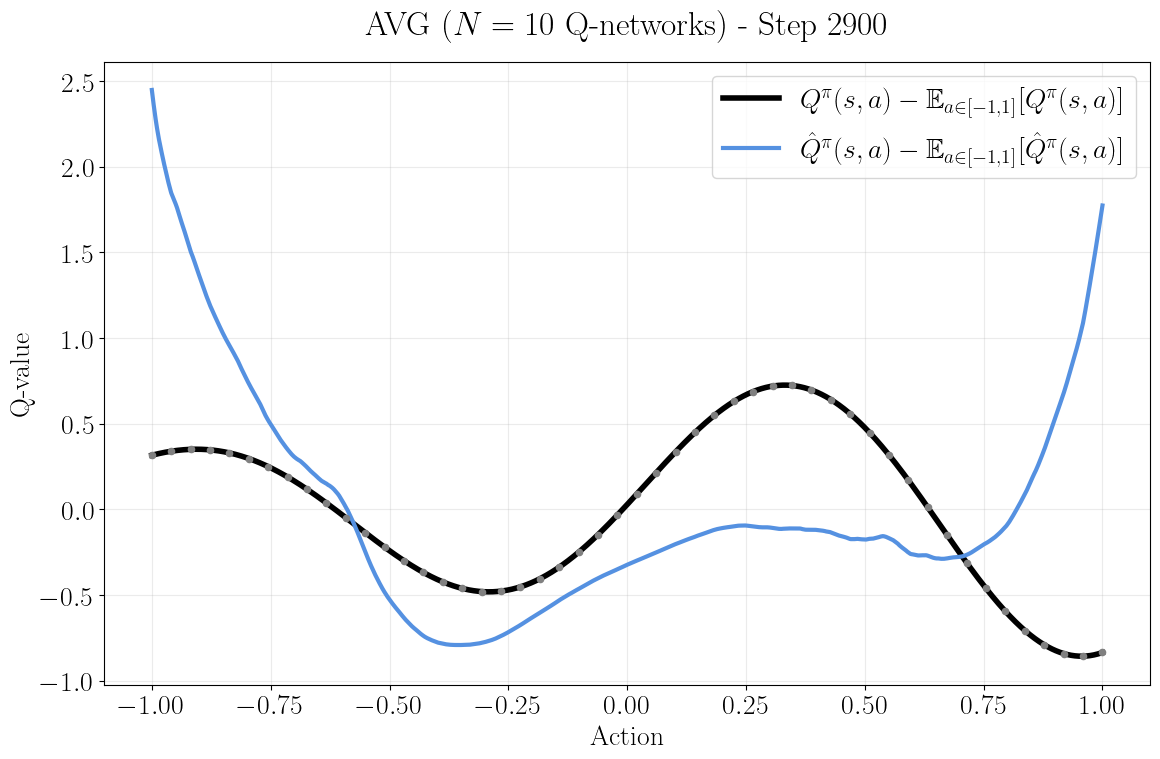 AVG (N = 10 Q-networks) - Step 2900
Q^π(s, a) − 𝔼_{a∈[−1,1]}[Q^π(s, a)]
Q̂^π(s, a) − 𝔼_{a∈[−1,1]}[Q̂^π(s, a)]
Q-value
2.5
2.0
1.5
1.0
0.5
0.0
−0.5
−1.0
−1.00 −0.75 −0.50 −0.25 0.00 0.25 0.50 0.75 1.00
Action